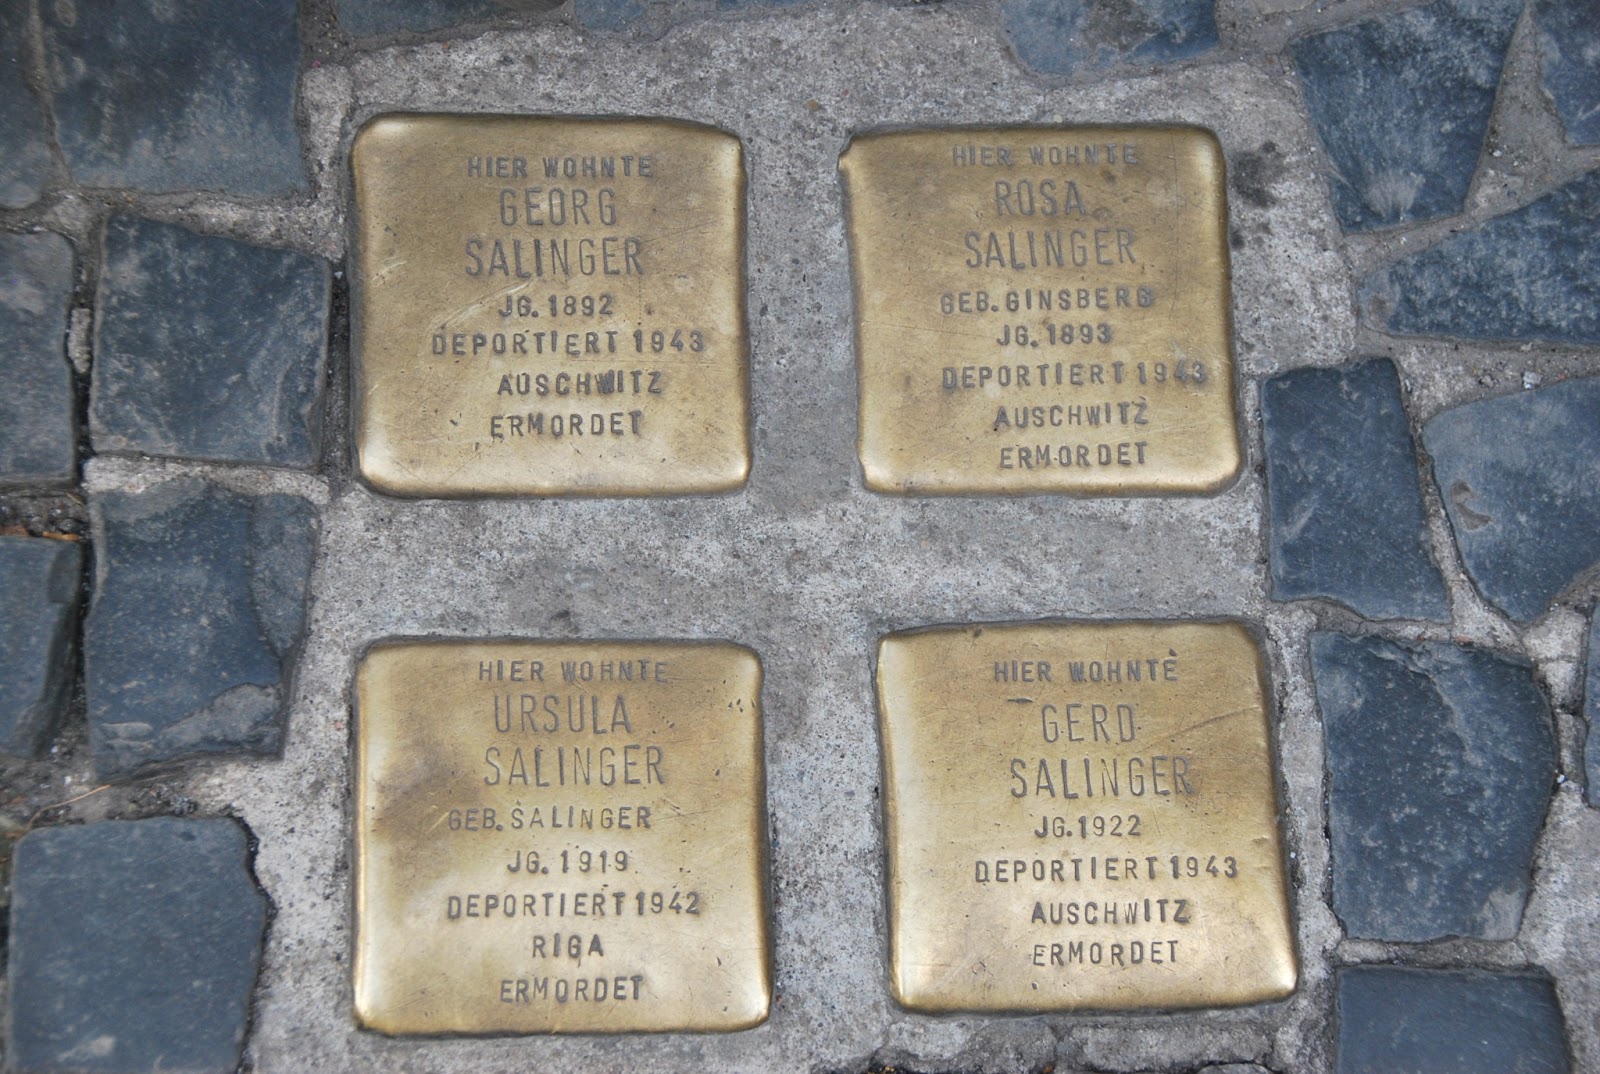 HIER WOHNTE
GEORG
SALINGER
JG. 1892
DEPORTIERT 1943
AUSCHWITZ
ERMORDET
HIER WOHNTE
ROSA
SALINGER
GEB. GINSBERG
JG. 1893
DEPORTIERT 1943
AUSCHWITZ
ERMORDET
HIER WOHNTE
URSULA
SALINGER
GEB. SALINGER
JG. 1919
DEPORTIERT 1942
RIGA
ERMORDET
HIER WOHNTE
GERD
SALINGER
JG. 1922
DEPORTIERT 1943
AUSCHWITZ
ERMORDET